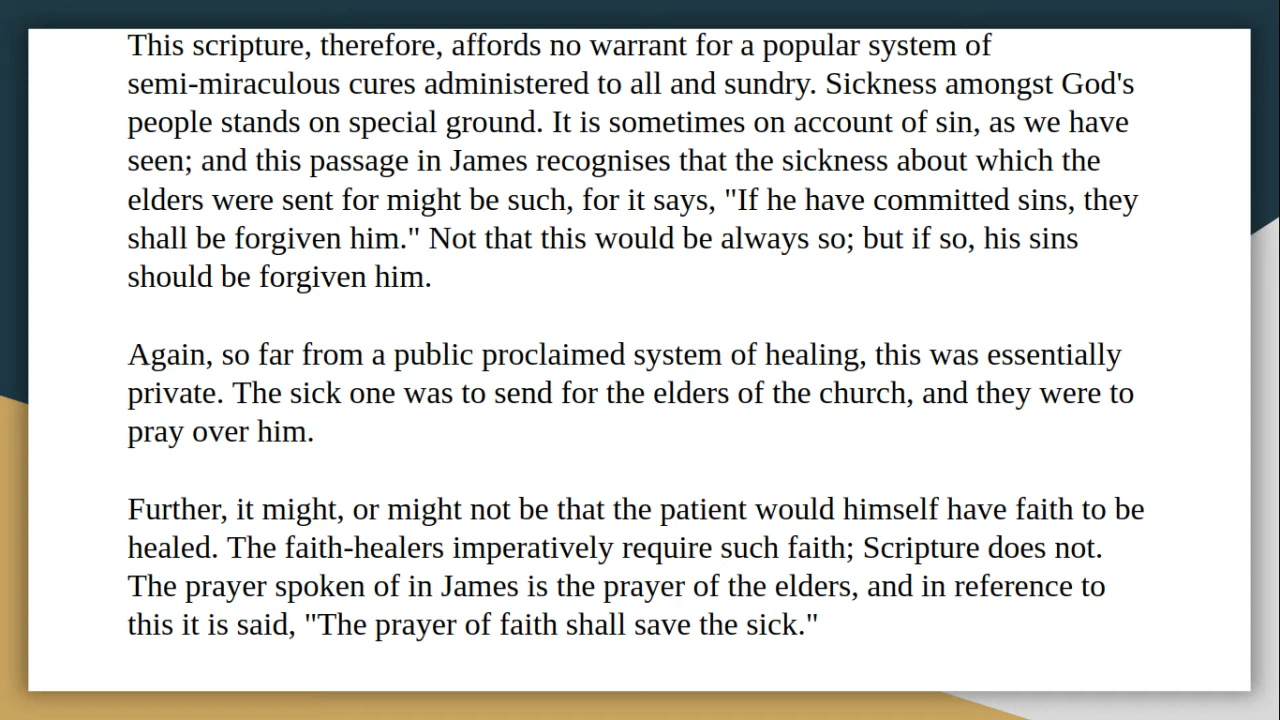 This scripture, therefore, affords no warrant for a popular system of
semi-miraculous cures administered to all and sundry. Sickness amongst God's
people stands on special ground. It is sometimes on account of sin, as we have
seen; and this passage in James recognises that the sickness about which the
elders were sent for might be such, for it says, "If he have committed sins, they
shall be forgiven him." Not that this would be always so; but if so, his sins
should be forgiven him.
Again, so far from a public proclaimed system of healing, this was essentially
private. The sick one was to send for the elders of the church, and they were to
pray over him.
Further, it might, or might not be that the patient would himself have faith to be
healed. The faith-healers imperatively require such faith; Scripture does not.
The prayer spoken of in James is the prayer of the elders, and in reference to
this it is said, "The prayer of faith shall save the sick."